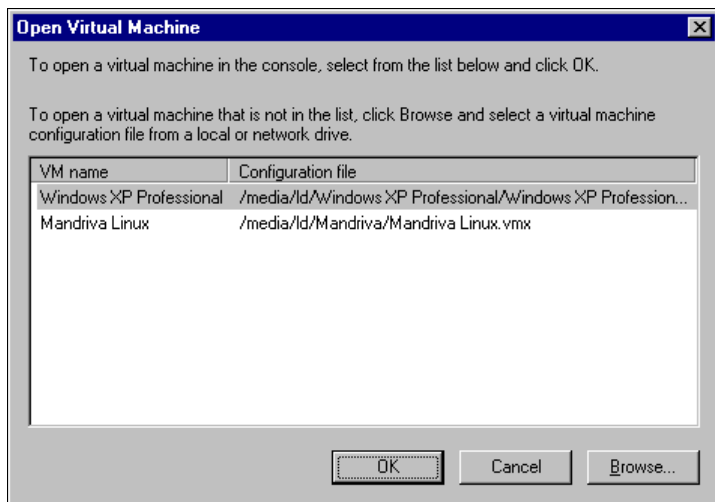 Open Virtual Machine
To open a virtual machine in the console, select from the list below and click OK.
To open a virtual machine that is not in the list, click Browse and select a virtual machine
configuration file from a local or network drive.
VM name Configuration file
Windows XP Professional /media/ld/Windows XP Professional/Windows XP Profession...
Mandriva Linux /media/ld/Mandriva/Mandriva Linux.vmx
OK Cancel Browse...